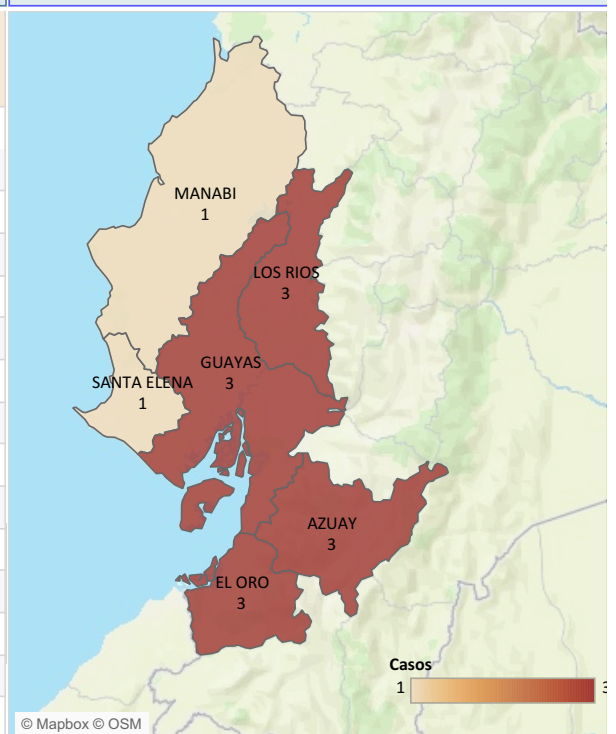 MANABI
1
LOS RIOS
3
GUAYAS
3
SANTA ELENA
1
AZUAY
3
EL ORO
3
Casos
1
3
© Mapbox © OSM